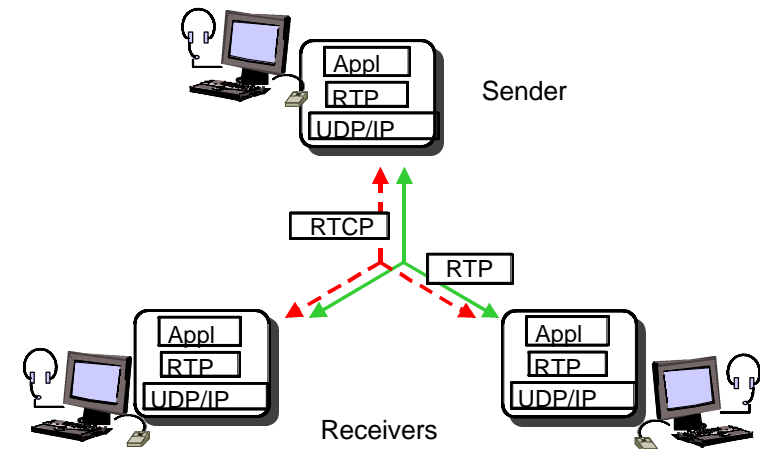 Appl
RTP
Sender
UDP/IP
RTCP
RTP
Appl
RTP
UDP/IP
Appl
RTP
UDP/IP
Receivers